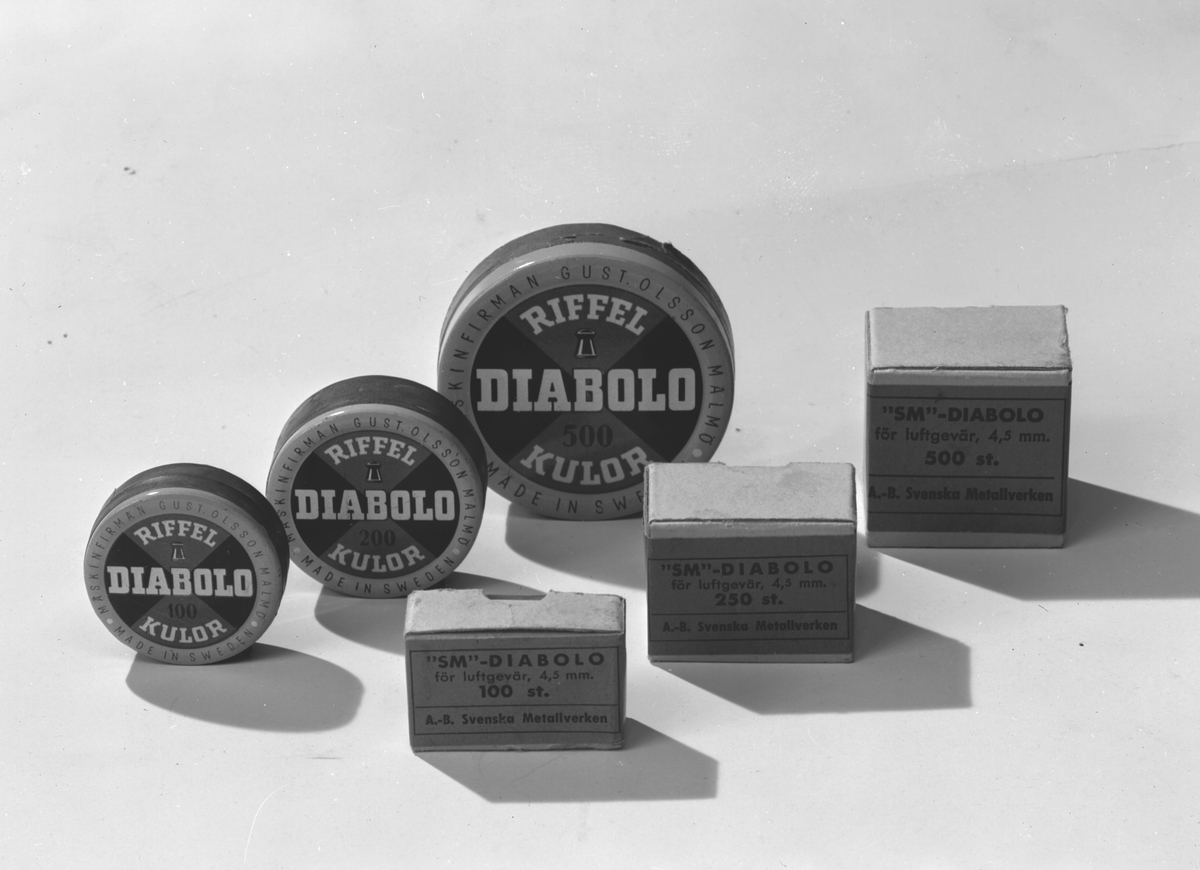 MASKINFIRMAN GUST. OLSSON MALMÖ
RIFFEL
DIABOLO
100
KULOR
MADE IN SWEDEN
MASKINFIRMAN GUST. OLSSON MALMÖ
RIFFEL
DIABOLO
200
KULOR
MADE IN SWEDEN
MASKINFIRMAN GUST. OLSSON MALMÖ
RIFFEL
DIABOLO
500
KULOR
MADE IN SWE
"SM"-DIABOLO
för luftgevär, 4,5 mm.
100 st.
A.-B. Svenska Metallverken
"SM"-DIABOLO
för luftgevär, 4,5 mm.
250 st.
A.-B. Svenska Metallverken
"SM"-DIABOLO
för luftgevär, 4,5 mm.
500 st.
A.-B. Svenska Metallverken